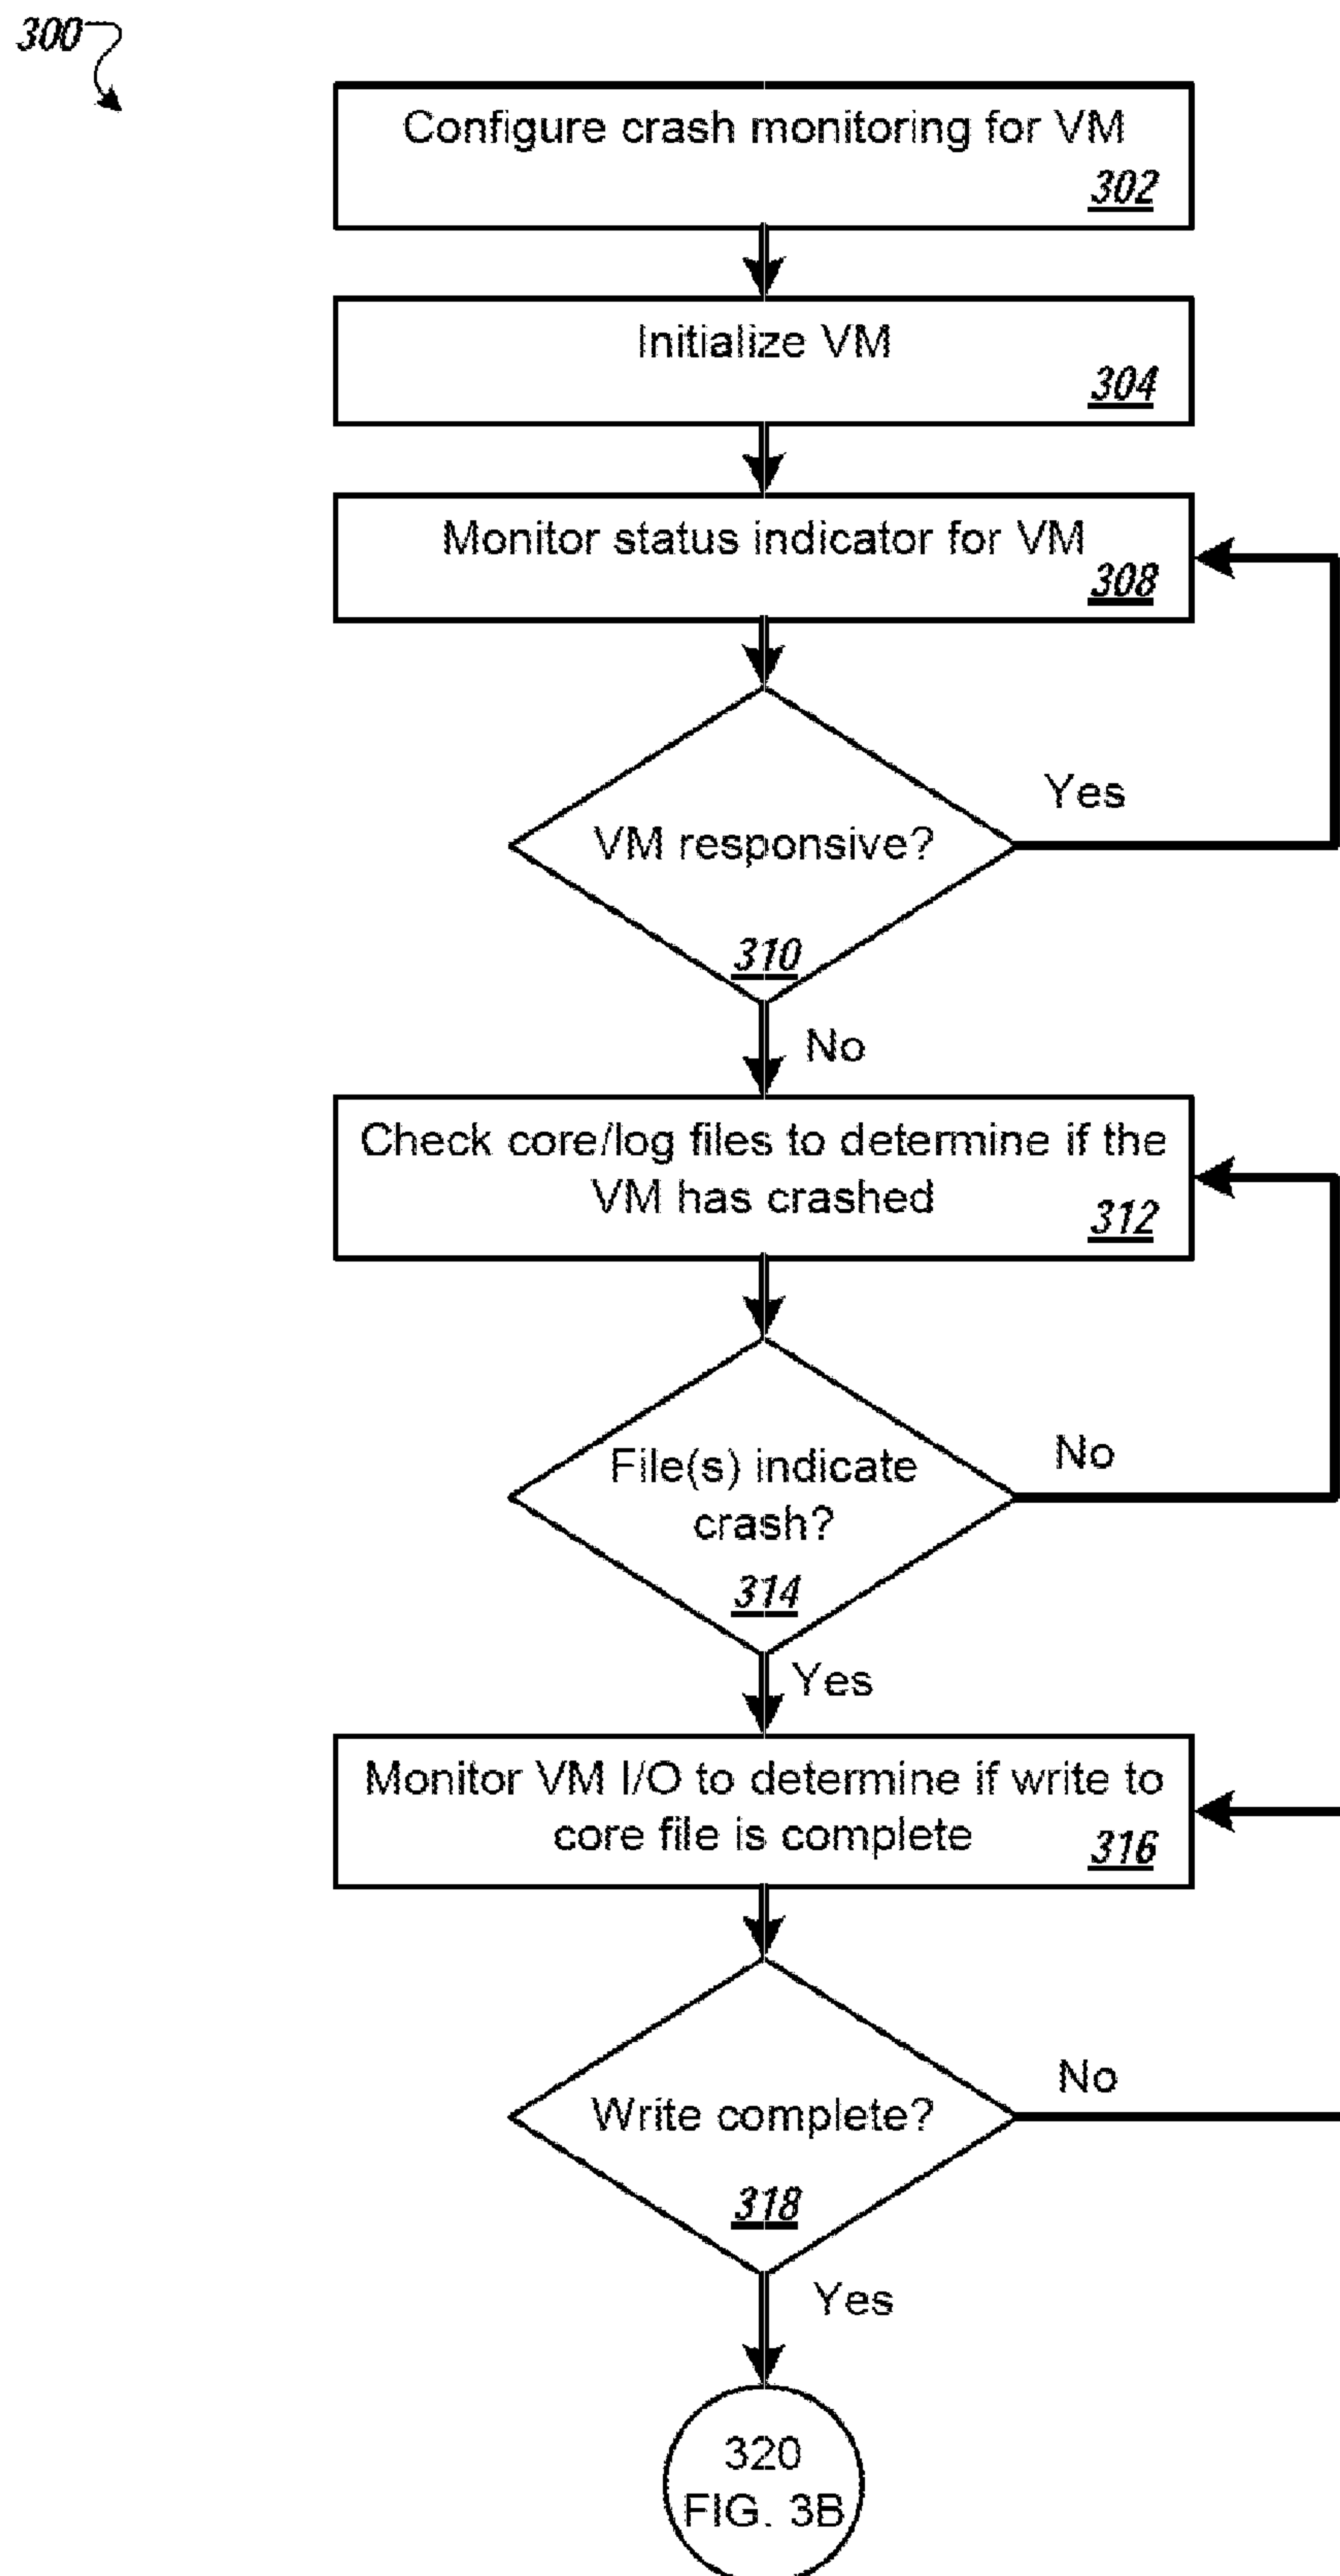 300
Configure crash monitoring for VM
302
Initialize VM
304
Monitor status indicator for VM
308
Yes
VM responsive?
310
No
Check core/log files to determine if the
VM has crashed
312
No
File(s) indicate
crash?
314
Yes
Monitor VM I/O to determine if write to
core file is complete
316
No
Write complete?
318
Yes
320
FIG. 3B